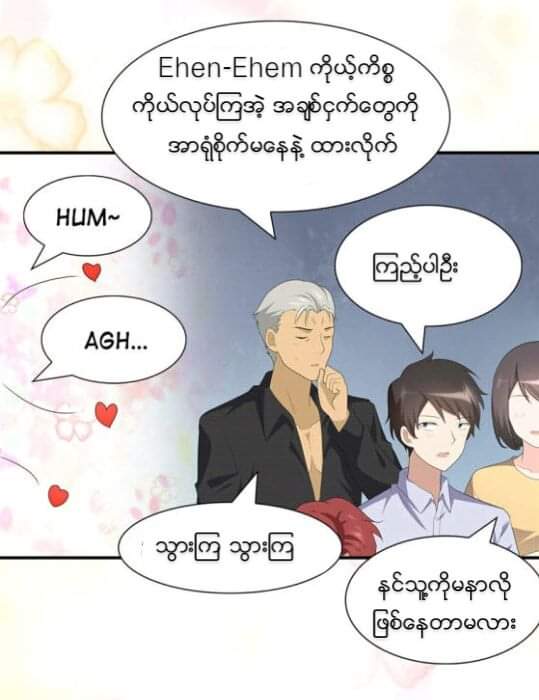 Ehen-Ehem ကိုယ့်ကိစ္စ
ကိုယ်လုပ်ကြအုံ့ အချစ်ငှက်တွေကို
အာရုံစိုက်မနေနဲ့ ထားလိုက်
HUM~
ကြည့်ပါဦး
AGH...
သွားကြ သွားကြ
နင်သူ့ကိုမနာလို
ဖြစ်နေတာမလား